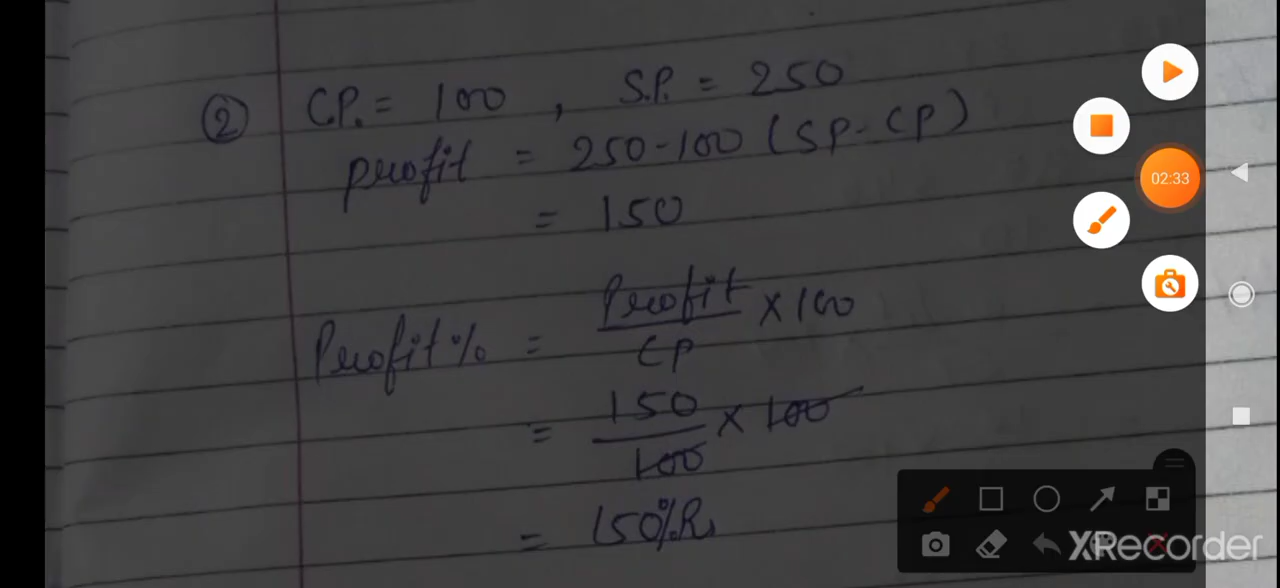 ② C.P. = 100 , S.P. = 250
profit = 250-100 (SP-CP)
= 150
Profit% = Profit/CP × 100
= 150/100 × 100
= 150%
02:33
XRecorder